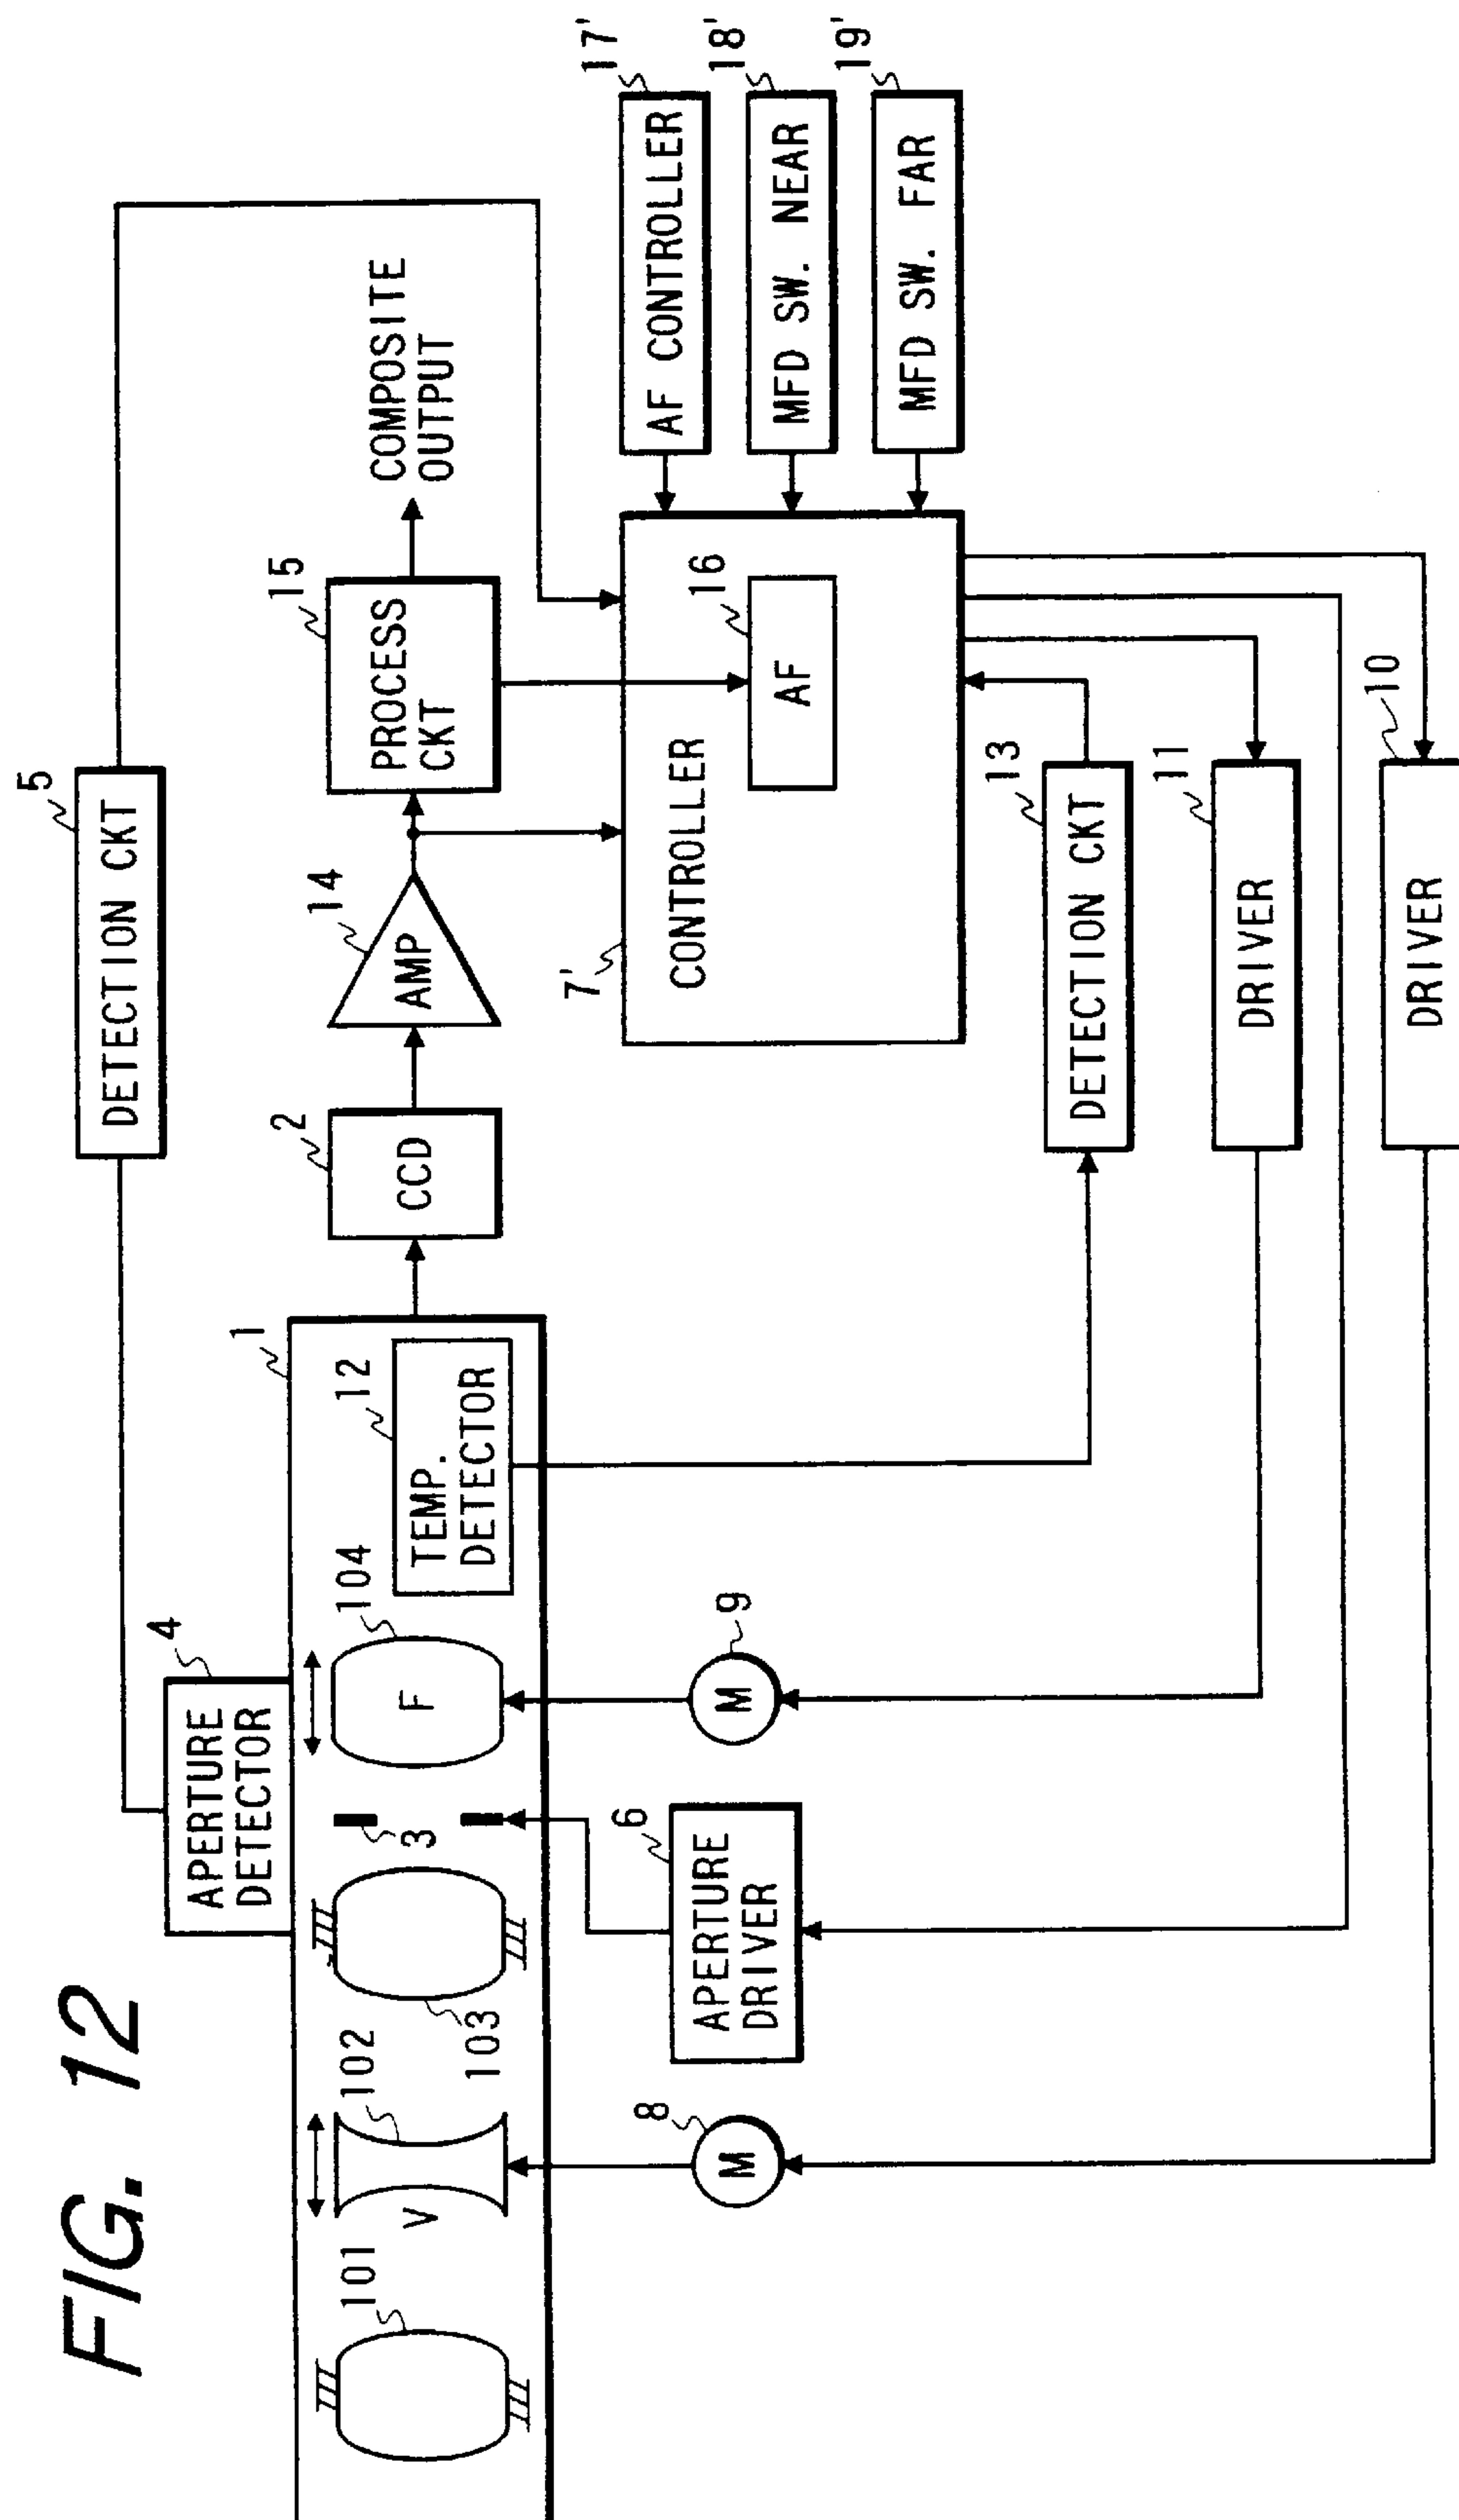 FIG. 12
5
DETECTION CKT
4
APERTURE
DETECTOR
1
101
V
102
103
3
F
104
12
TEMP.
DETECTOR
2
CCD
14
AMP
15
PROCESS
CKT
COMPOSITE
OUTPUT
7'
CONTROLLER
16
AF
17'
AF CONTROLLER
18'
MFD SW. NEAR
19'
MFD SW. FAR
8
M
6
APERTURE
DRIVER
9
M
13
DETECTION CKT
11
DRIVER
10
DRIVER